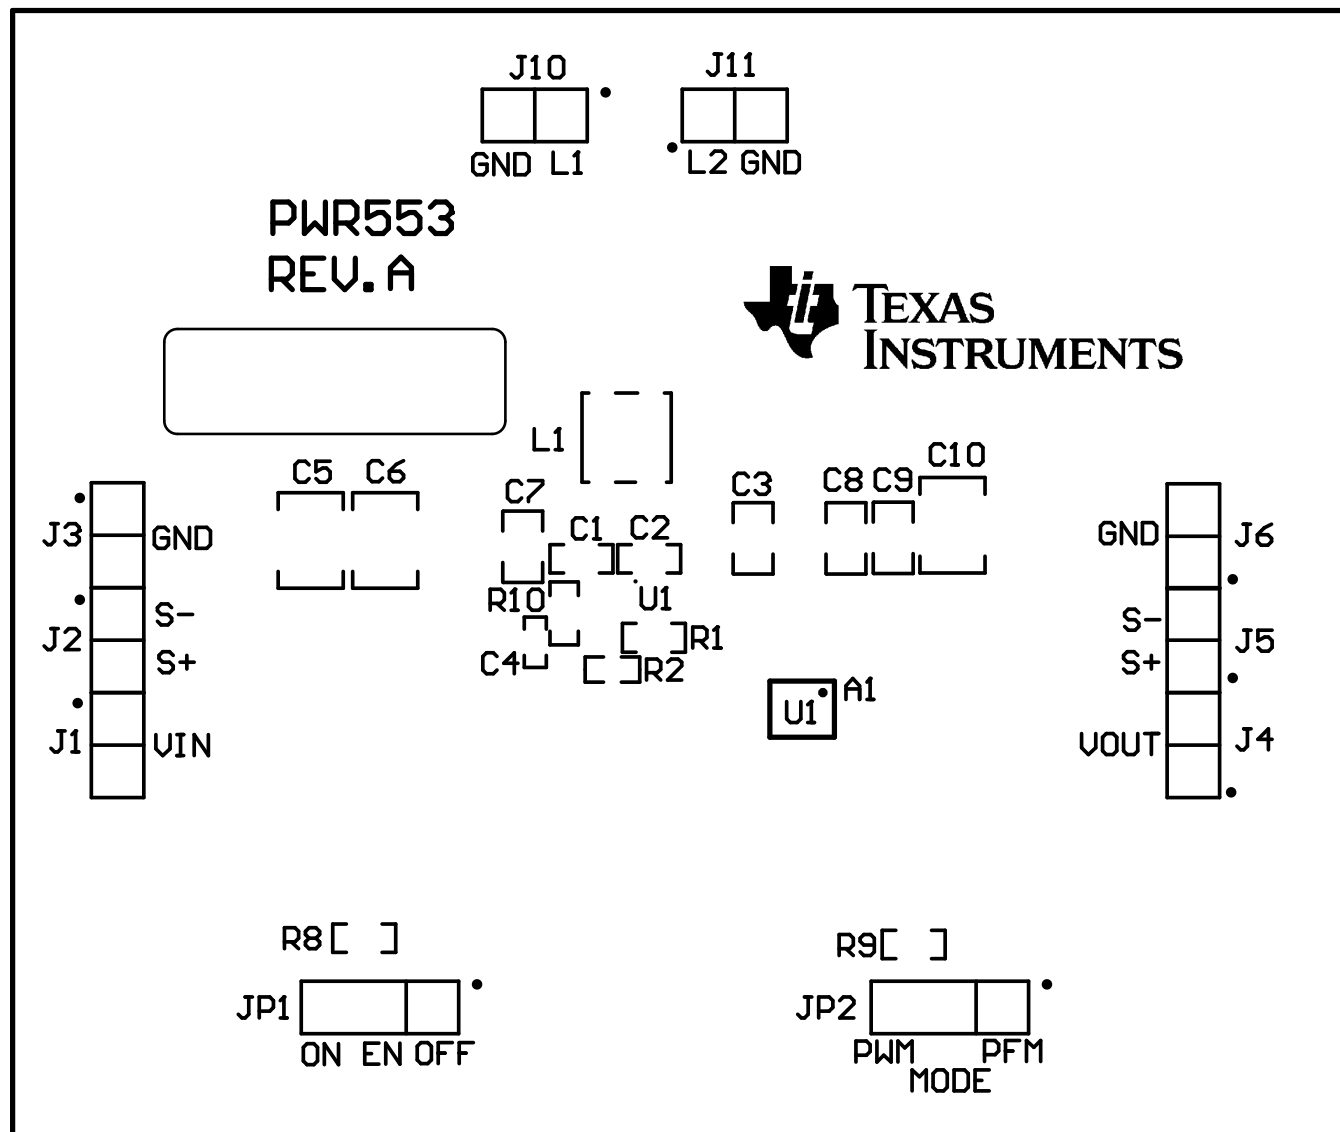 J10 J11
GND L1 L2 GND
PWR553
REV.A
TEXAS
INSTRUMENTS
L1
C5 C6 C7 C3 C8 C9 C10
C1 C2
J3 GND GND J6
R10 U1
J2 S- S- J5
S+ S+
C4 R2 R1
U1 A1
J1 VIN VOUT J4
R8 R9
JP1 JP2
ON EN OFF PWM PFM
MODE